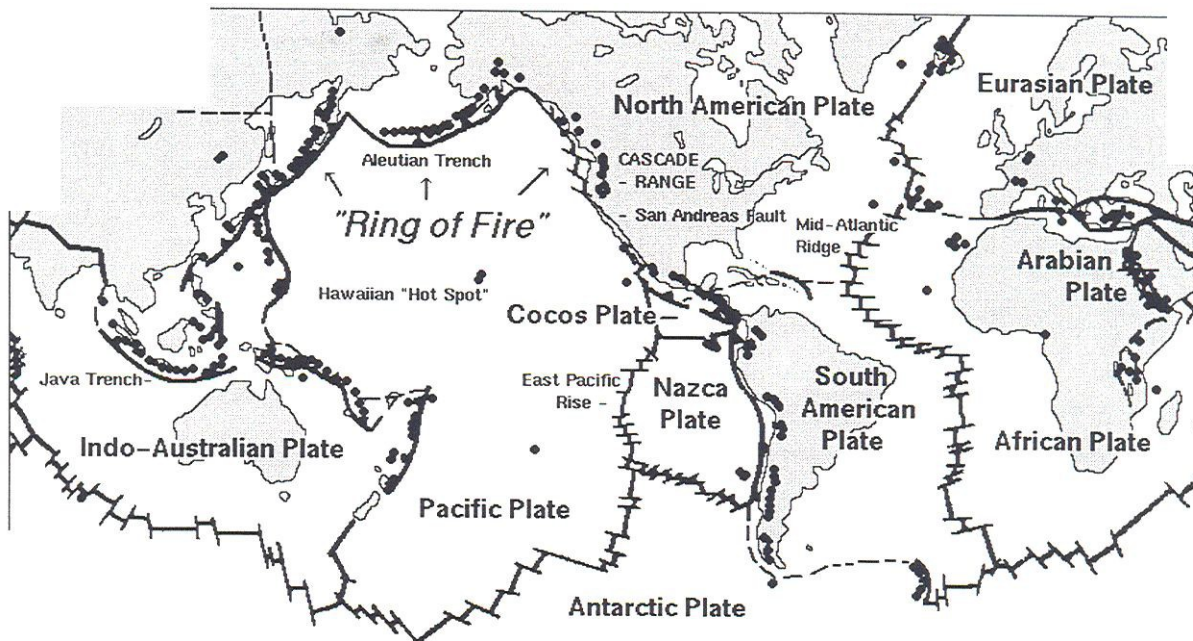 Eurasian Plate
North American Plate
Aleutian Trench
CASCADE
- RANGE
"Ring of Fire"
- San Andreas Fault
Mid-Atlantic
Ridge
Arabian
Plate
Hawaiian "Hot Spot"
Cocos Plate-
Java Trench-
East Pacific
Rise -
Nazca
Plate
South
American
Plate
Indo-Australian Plate
African Plate
Pacific Plate
Antarctic Plate